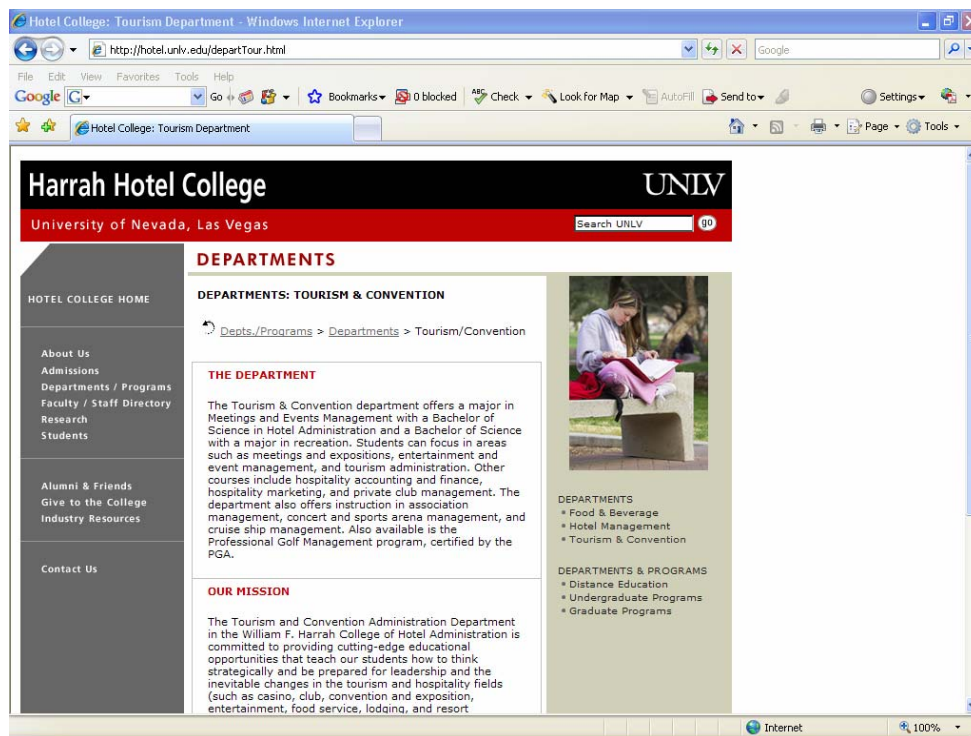 Hotel College: Tourism Department - Windows Internet Explorer
http://hotel.unlv.edu/departTour.html
Google
File Edit View Favorites Tools Help
Google G Go Bookmarks 0 blocked ABC Check Look for Map AutoFill Send to Settings
Hotel College: Tourism Department
Page Tools
Harrah Hotel College
UNLV
University of Nevada, Las Vegas
Search UNLV
go
HOTEL COLLEGE HOME
About Us
Admissions
Departments / Programs
Faculty / Staff Directory
Research
Students
Alumni & Friends
Give to the College
Industry Resources
Contact Us
DEPARTMENTS
DEPARTMENTS: TOURISM & CONVENTION
Depts./Programs > Departments > Tourism/Convention
THE DEPARTMENT
The Tourism & Convention department offers a major in
Meetings and Events Management with a Bachelor of
Science in Hotel Administration and a Bachelor of Science
with a major in recreation. Students can focus in areas
such as meetings and expositions, entertainment and
event management, and tourism administration. Other
courses include hospitality accounting and finance,
hospitality marketing, and private club management. The
department also offers instruction in association
management, concert and sports arena management, and
cruise ship management. Also available is the
Professional Golf Management program, certified by the
PGA.
OUR MISSION
The Tourism and Convention Administration Department
in the William F. Harrah College of Hotel Administration is
committed to providing cutting-edge educational
opportunities that teach our students how to think
strategically and be prepared for leadership and the
inevitable changes in the tourism and hospitality fields
(such as casino, club, convention and exposition,
entertainment, food service, lodging, and resort
DEPARTMENTS
• Food & Beverage
• Hotel Management
• Tourism & Convention
DEPARTMENTS & PROGRAMS
• Distance Education
• Undergraduate Programs
• Graduate Programs
Internet
100%